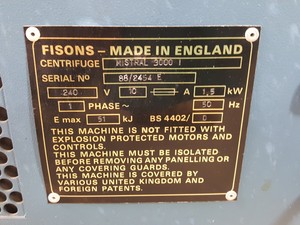 FISONS - MADE IN ENGLAND
CENTRIFUGE MISTRAL 3000 I
SERIAL Nº 88/2454 E
240 V 10 A 1,5 kW
1 PHASE ~ 50 Hz
E max 51 kJ BS 4402/ 0
THIS MACHINE IS NOT FITTED WITH
EXPLOSION PROTECTED MOTORS AND
CONTROLS.
THIS MACHINE MUST BE ISOLATED
BEFORE REMOVING ANY PANELLING OR
ANY COVERING GUARDS.
THIS MACHINE IS COVERED BY
VARIOUS UNITED KINGDOM AND
FOREIGN PATENTS.